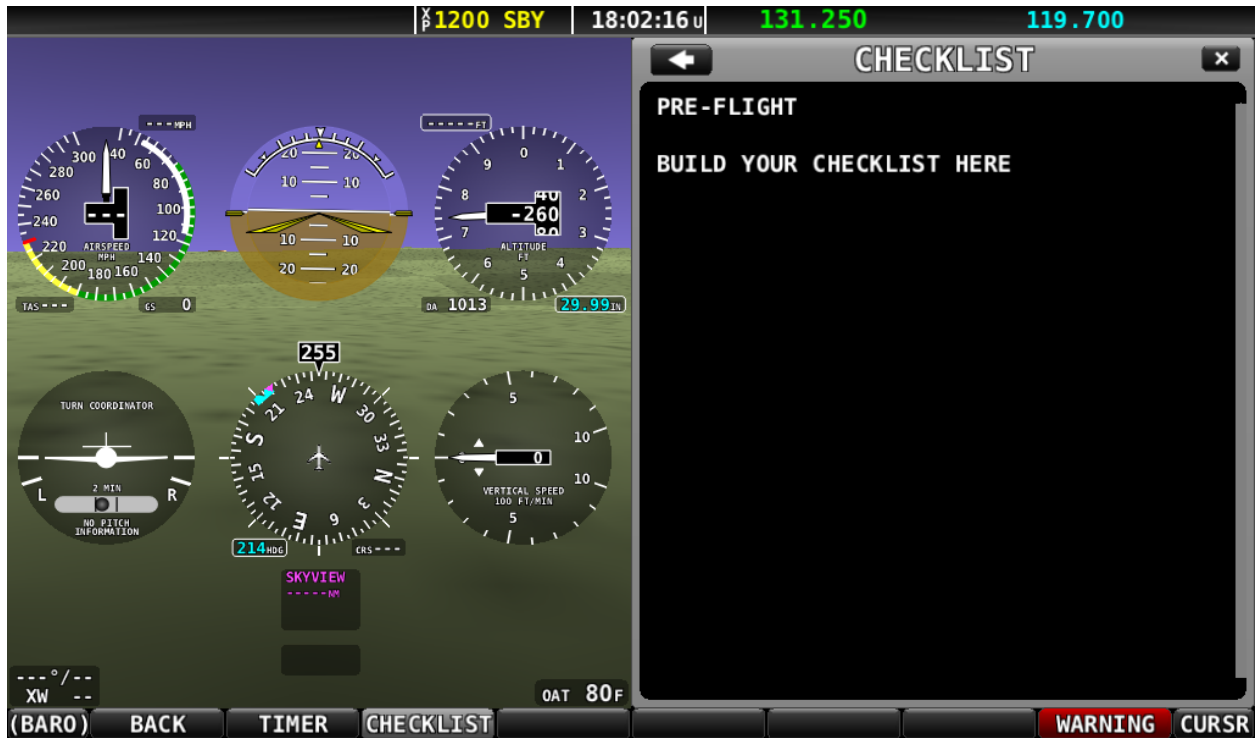 XP 1200 SBY 18:02:16 U 131.250 119.700
CHECKLIST
PRE-FLIGHT
BUILD YOUR CHECKLIST HERE
---MPH
300 40 60
280 80
260 100
240 120
220 140
200 180 160
AIRSPEED
MPH
TAS--- GS 0
20 20
10 10
10 10
20 20
-----FT
9 0 1
8 2
7 3
6 5 4
40
-260
80
ALTITUDE
FT
DA 1013 29.99IN
TURN COORDINATOR
L 2 MIN R
NO PITCH
INFORMATION
255
21 24 W 30
S 33
15 N
12 E 6 3
214HDG CRS---
5
10
0
10
VERTICAL SPEED
100 FT/MIN
5
SKYVIEW
-----NM
---°/--
XW --
OAT 80F
(BARO) BACK TIMER CHECKLIST WARNING CURSR